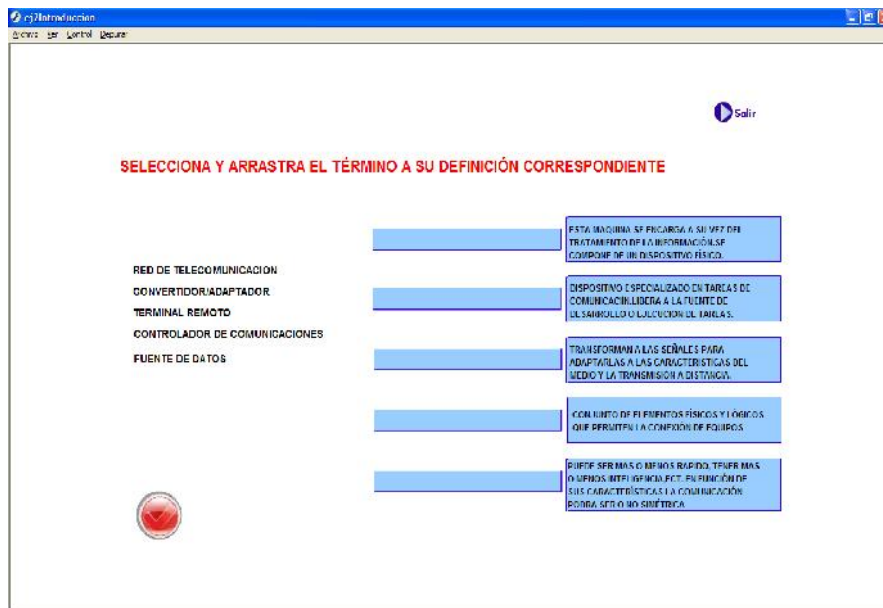 ej2Introduccion
Archivo Ver Control Depurar
Salir
SELECCIONA Y ARRASTRA EL TÉRMINO A SU DEFINICIÓN CORRESPONDIENTE
RED DE TELECOMUNICACION
CONVERTIDOR/ADAPTADOR
TERMINAL REMOTO
CONTROLADOR DE COMUNICACIONES
FUENTE DE DATOS
ESTA MAQUINA SE ENCARGA A SU VEZ DEL
TRATAMIENTO DE LA INFORMACIÓN.SE
COMPONE DE UN DISPOSITIVO FÍSICO.
DISPOSITIVO ESPECIALIZADO EN TAREAS DE
COMUNICACIÍN.LIBERA A LA FUENTE DE
DESARROLLO O EJECUCION DE TAREAS.
TRANSFORMAN A LAS SEÑALES PARA
ADAPTARLAS A LAS CARACTERISTICAS DEL
MEDIO Y LA TRANSMISION A DISTANCIA.
CONJUNTO DE ELEMENTOS FÍSICOS Y LÓGICOS
QUE PERMITEN LA CONEXIÓN DE EQUIPOS
PUEDE SER MAS O MENOS RAPIDO, TENER MAS
O MENOS INTELIGENCIA,ECT. EN FUNCIÓN DE
SUS CARACTERÍSTICAS LA COMUNICACIÓN
PODRA SER O NO SIMÉTRICA